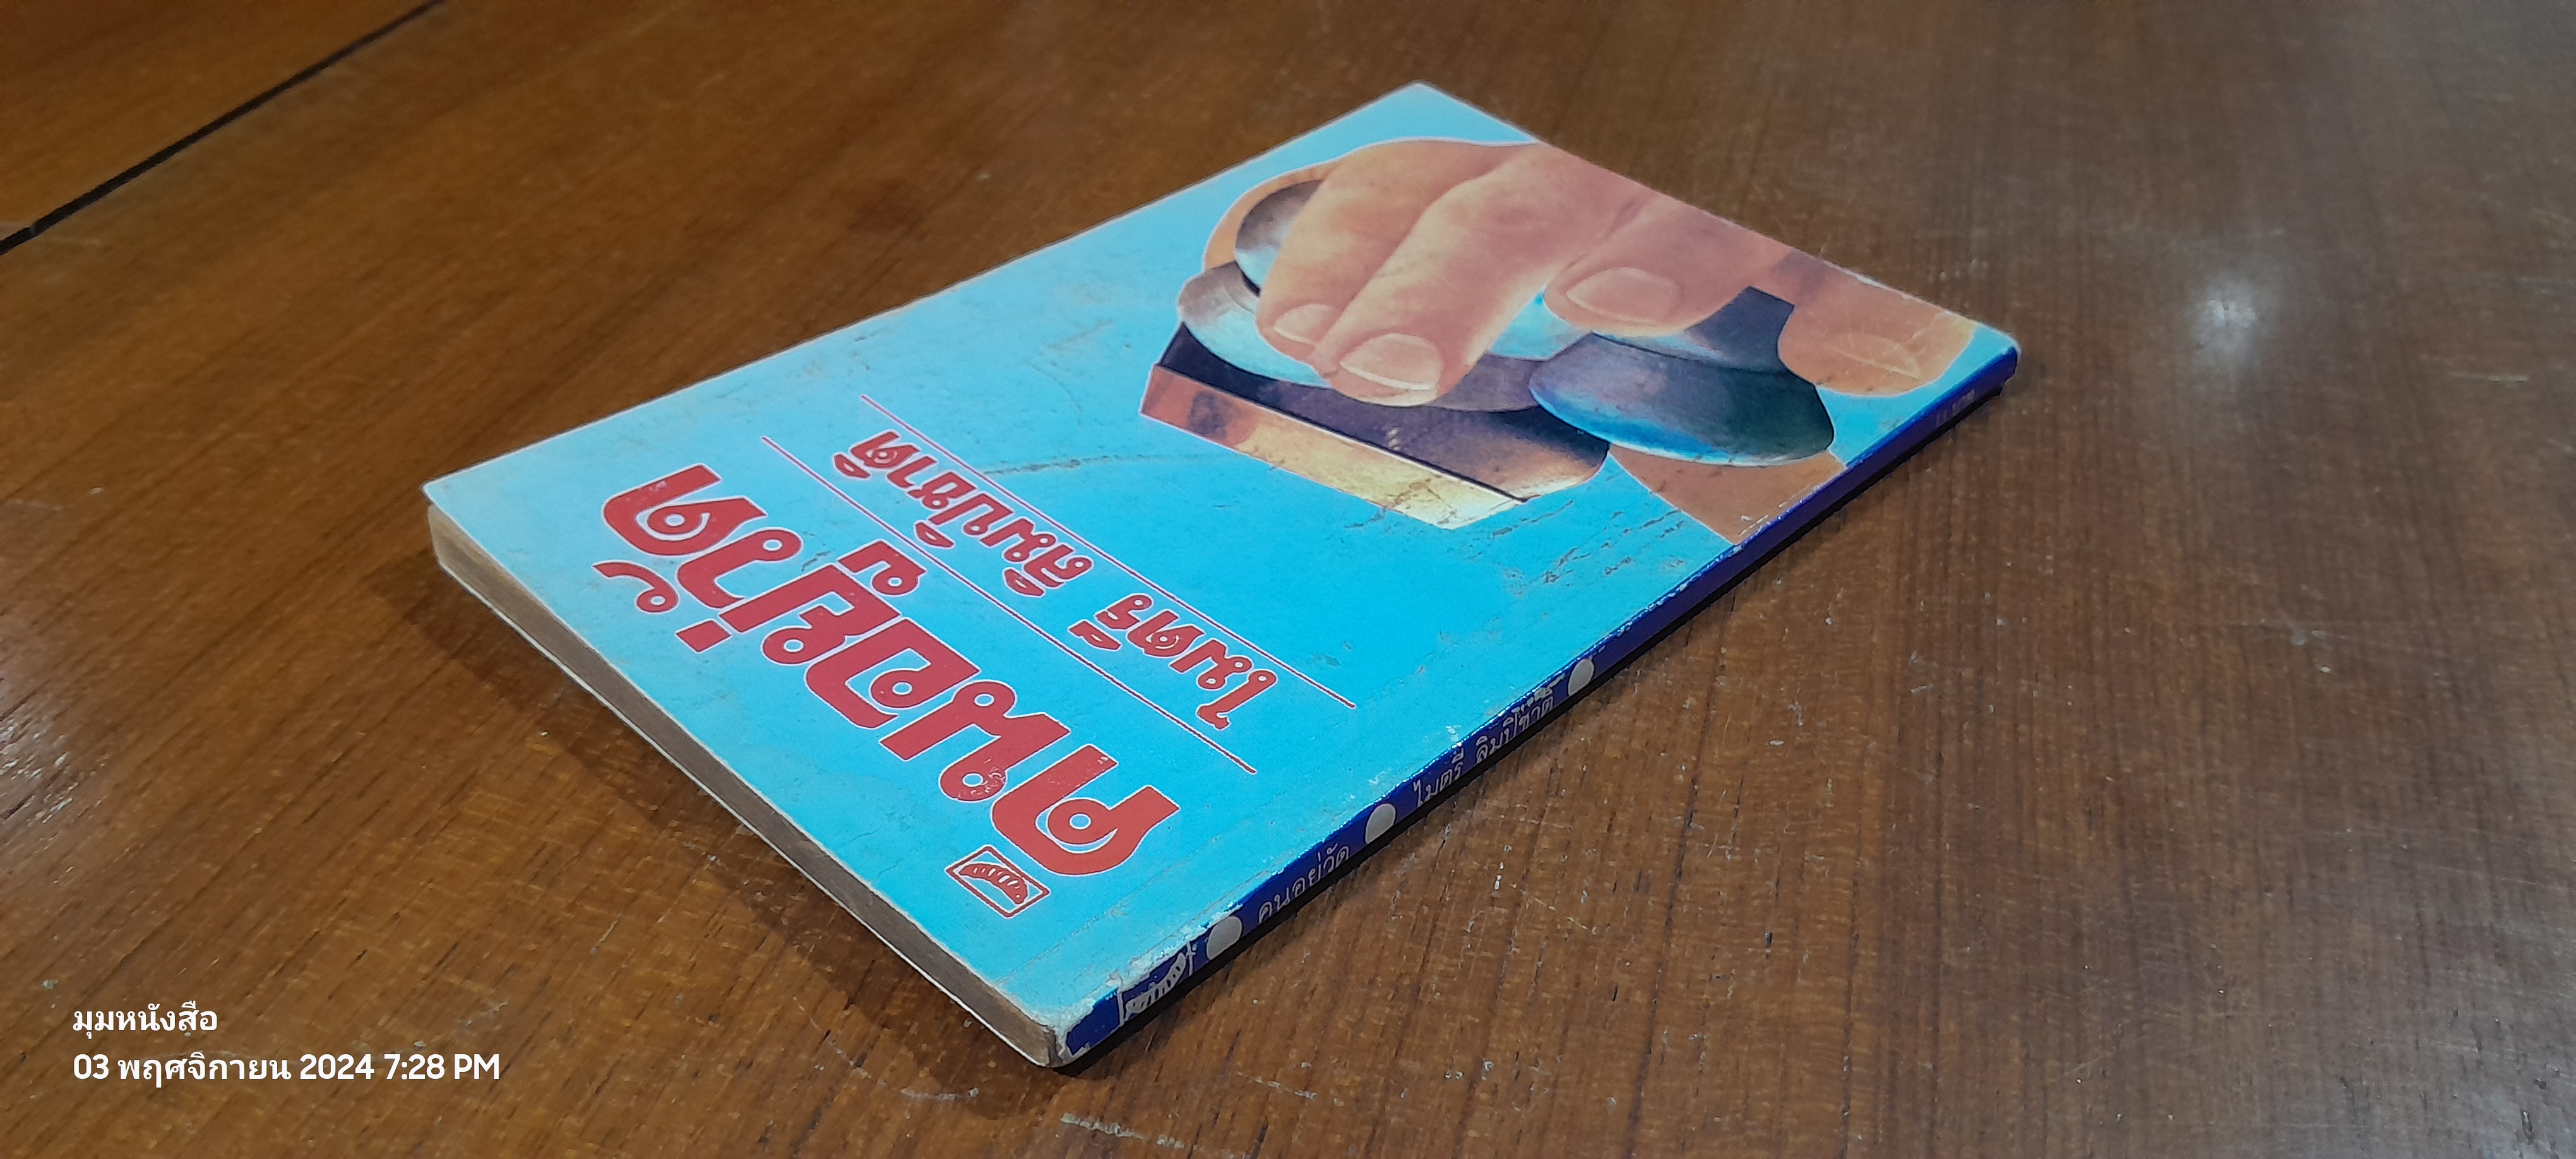 คนอยู่วัด
ไมตรี ลิมปิชาติ
คนอยู่วัด
ไมตรี ลิมปิชาติ
มุมหนังสือ
03 พฤศจิกายน 2024 7:28 PM